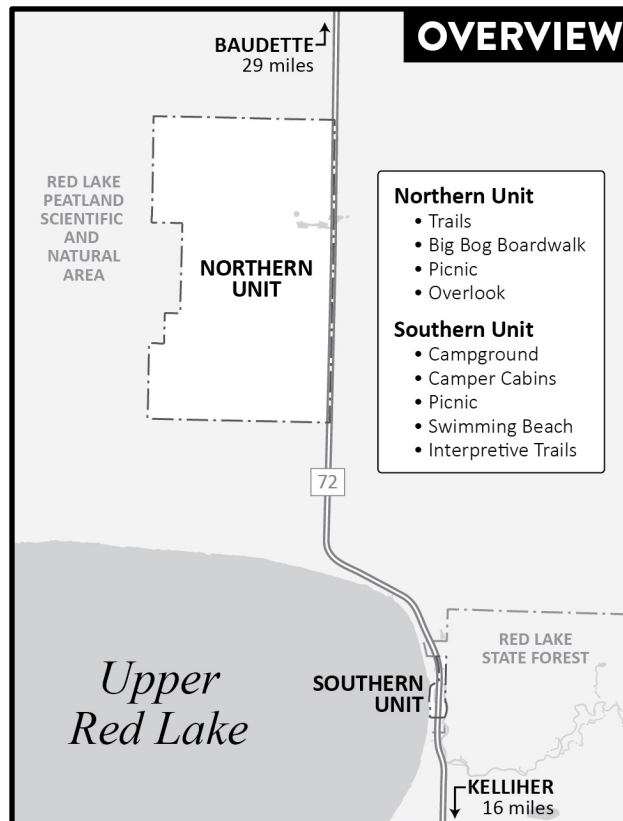 OVERVIEW
BAUDETTE
29 miles
RED LAKE
PEATLAND
SCIENTIFIC
AND
NATURAL
AREA
NORTHERN
UNIT
Northern Unit
• Trails
• Big Bog Boardwalk
• Picnic
• Overlook
Southern Unit
• Campground
• Camper Cabins
• Picnic
• Swimming Beach
• Interpretive Trails
72
RED LAKE
STATE FOREST
Upper
Red Lake
SOUTHERN
UNIT
KELLIHER
16 miles